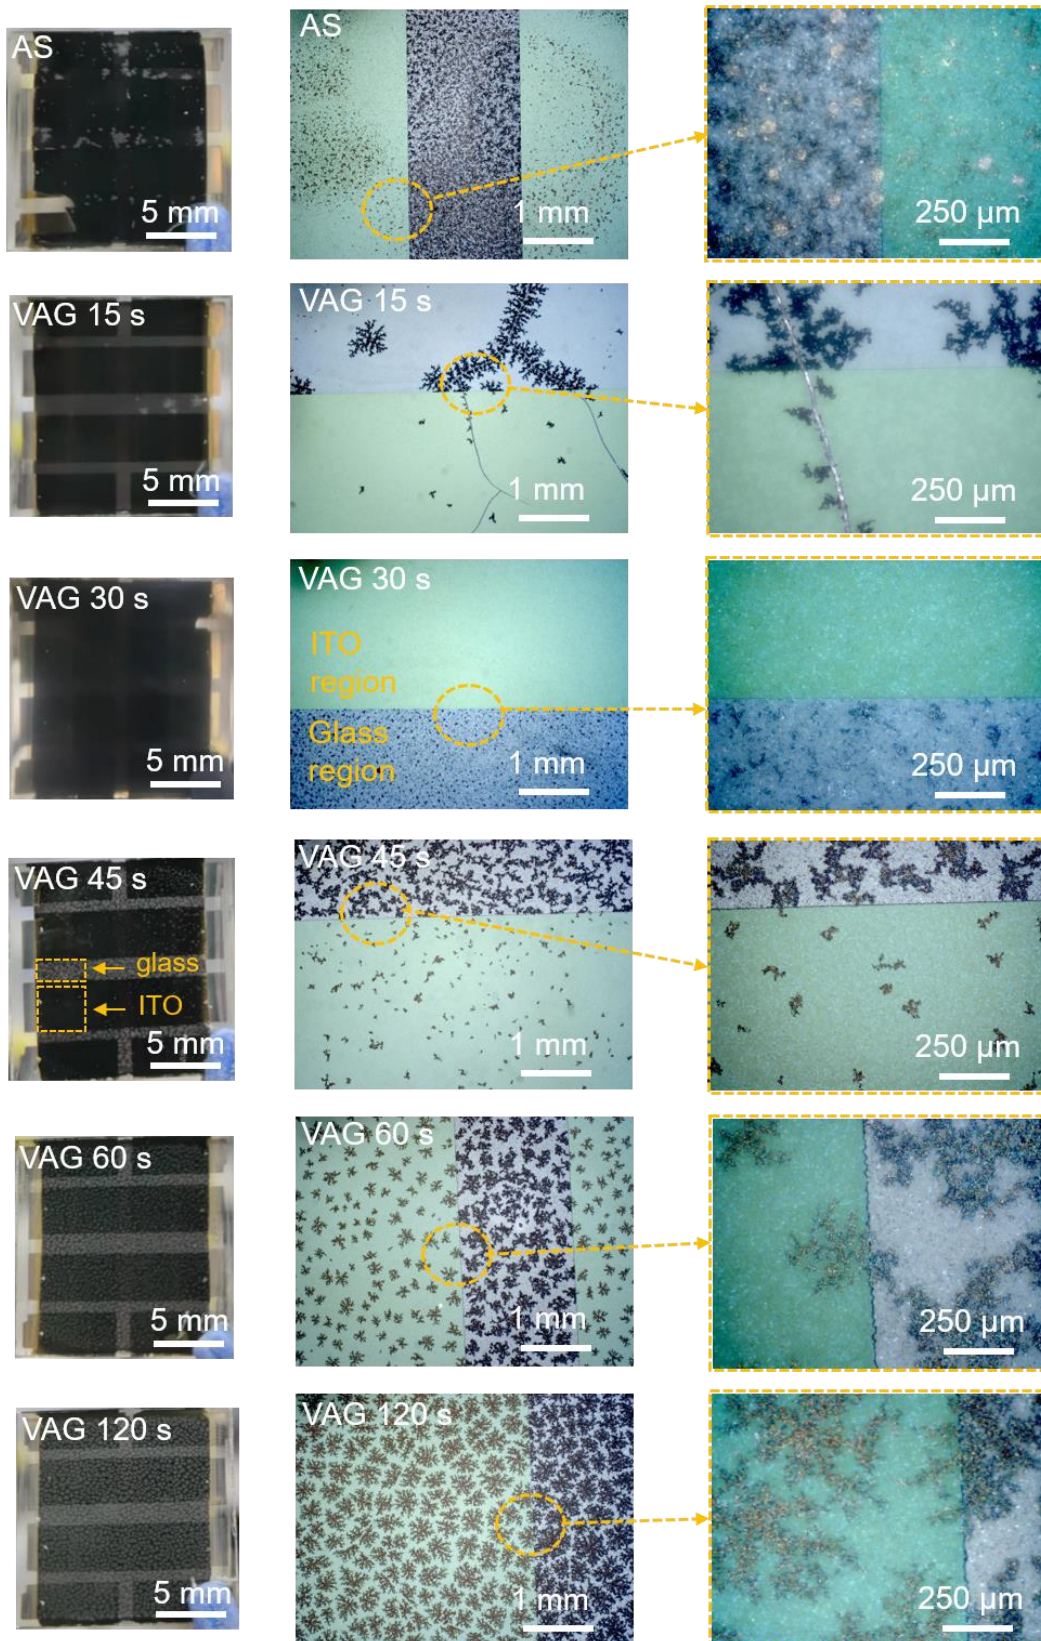 AS
5 mm
AS
1 mm
250 µm
VAG 15 s
5 mm
VAG 15 s
1 mm
250 µm
VAG 30 s
5 mm
VAG 30 s
ITO
region
Glass
region
1 mm
250 µm
VAG 45 s
glass
ITO
5 mm
VAG 45 s
1 mm
250 µm
VAG 60 s
5 mm
VAG 60 s
1 mm
250 µm
VAG 120 s
5 mm
VAG 120 s
1 mm
250 µm